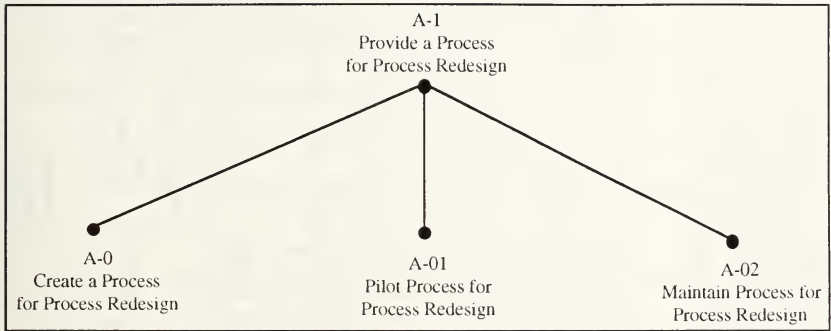 A-1
Provide a Process
for Process Redesign
A-0
Create a Process
for Process Redesign
A-01
Pilot Process for
Process Redesign
A-02
Maintain Process for
Process Redesign